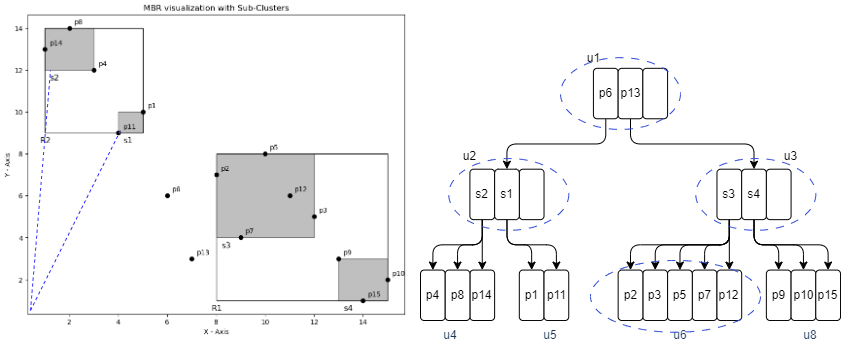 MBR visualization with Sub-Clusters
Y - Axis
14
12
10
8
6
4
2
2
4
6
8
10
12
14
X - Axis
p8
p14
p4
s2
p1
p11
R2
s1
p5
p2
p12
p6
p3
p7
s3
p13
p9
p10
p15
R1
s4
u1
p6 p13
u2
s2 s1
u3
s3 s4
p4 p8 p14
p1 p11
p2 p3 p5 p7 p12
p9 p10 p15
u4
u5
u6
u8